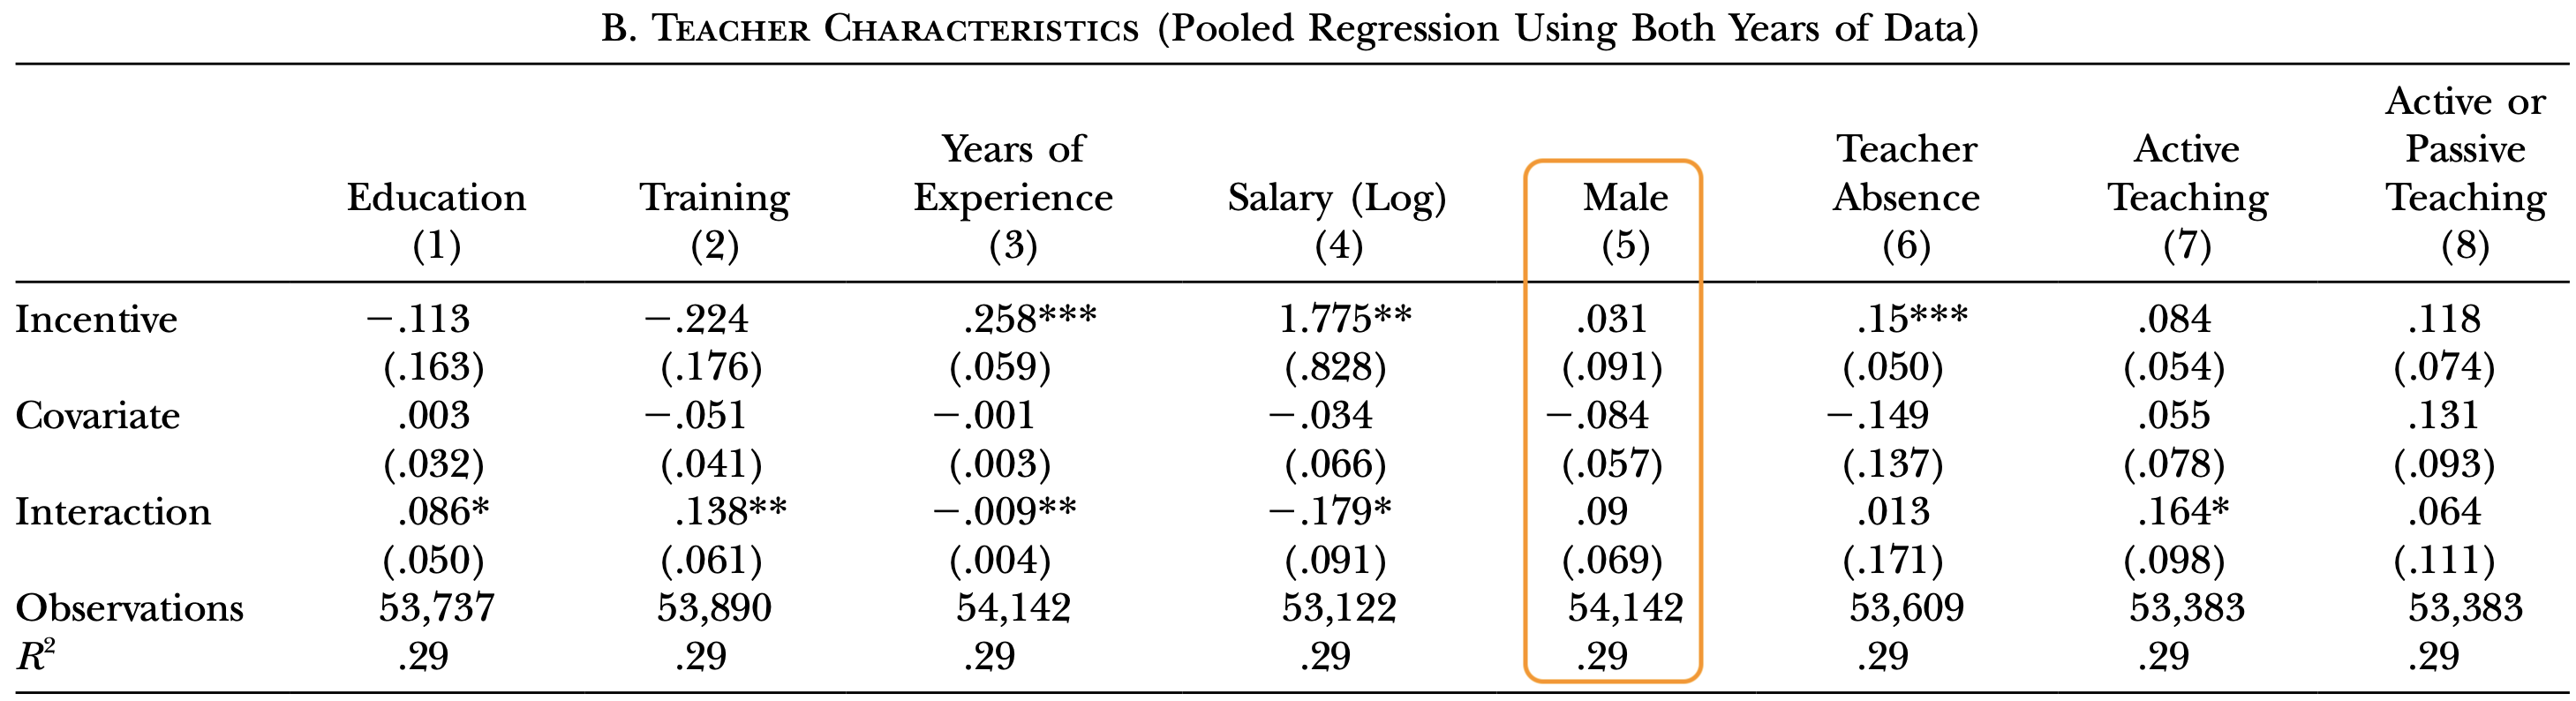 B. Teacher Characteristics (Pooled Regression Using Both Years of Data)
Education (1) Training (2) Years of Experience (3) Salary (Log) (4) Male (5) Teacher Absence (6) Active Teaching (7) Active or Passive Teaching (8)
Incentive −.113 −.224 .258*** 1.775** .031 .15*** .084 .118
(.163) (.176) (.059) (.828) (.091) (.050) (.054) (.074)
Covariate .003 −.051 −.001 −.034 −.084 −.149 .055 .131
(.032) (.041) (.003) (.066) (.057) (.137) (.078) (.093)
Interaction .086* .138** −.009** −.179* .09 .013 .164* .064
(.050) (.061) (.004) (.091) (.069) (.171) (.098) (.111)
Observations 53,737 53,890 54,142 53,122 54,142 53,609 53,383 53,383
R² .29 .29 .29 .29 .29 .29 .29 .29